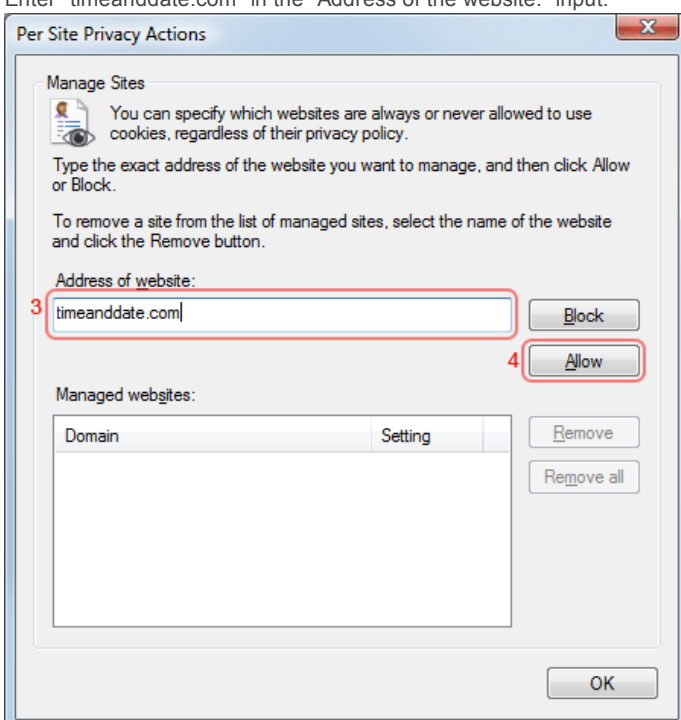 Enter "timeanddate.com" in the "Address of the website:" input.
Per Site Privacy Actions
Manage Sites
You can specify which websites are always or never allowed to use
cookies, regardless of their privacy policy.
Type the exact address of the website you want to manage, and then click Allow
or Block.
To remove a site from the list of managed sites, select the name of the website
and click the Remove button.
Address of website:
3 timeanddate.com Block
4 Allow
Managed websites:
Domain Setting Remove
Remove all
OK